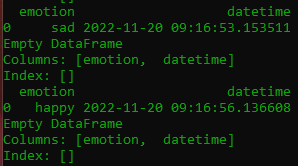 emotion                    datetime
0     sad 2022-11-20 09:16:53.153511
Empty DataFrame
Columns: [emotion,  datetime]
Index: []
emotion                    datetime
0   happy 2022-11-20 09:16:56.136608
Empty DataFrame
Columns: [emotion,  datetime]
Index: []